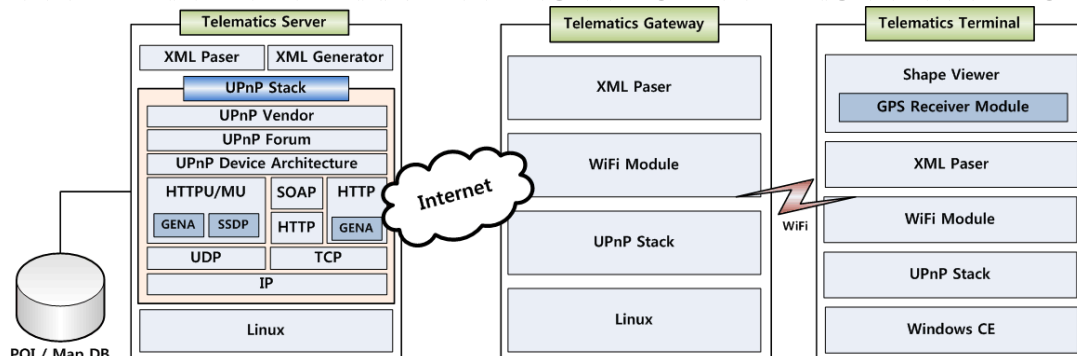 Telematics Server
XML Paser
XML Generator
UPnP Stack
UPnP Vendor
UPnP Forum
UPnP Device Architecture
HTTPU/MU
GENA
SSDP
SOAP
HTTP
HTTP
GENA
UDP
TCP
IP
Linux
POI / Map DB
Internet
Telematics Gateway
XML Paser
WiFi Module
UPnP Stack
Linux
WiFi
Telematics Terminal
Shape Viewer
GPS Receiver Module
XML Paser
WiFi Module
UPnP Stack
Windows CE